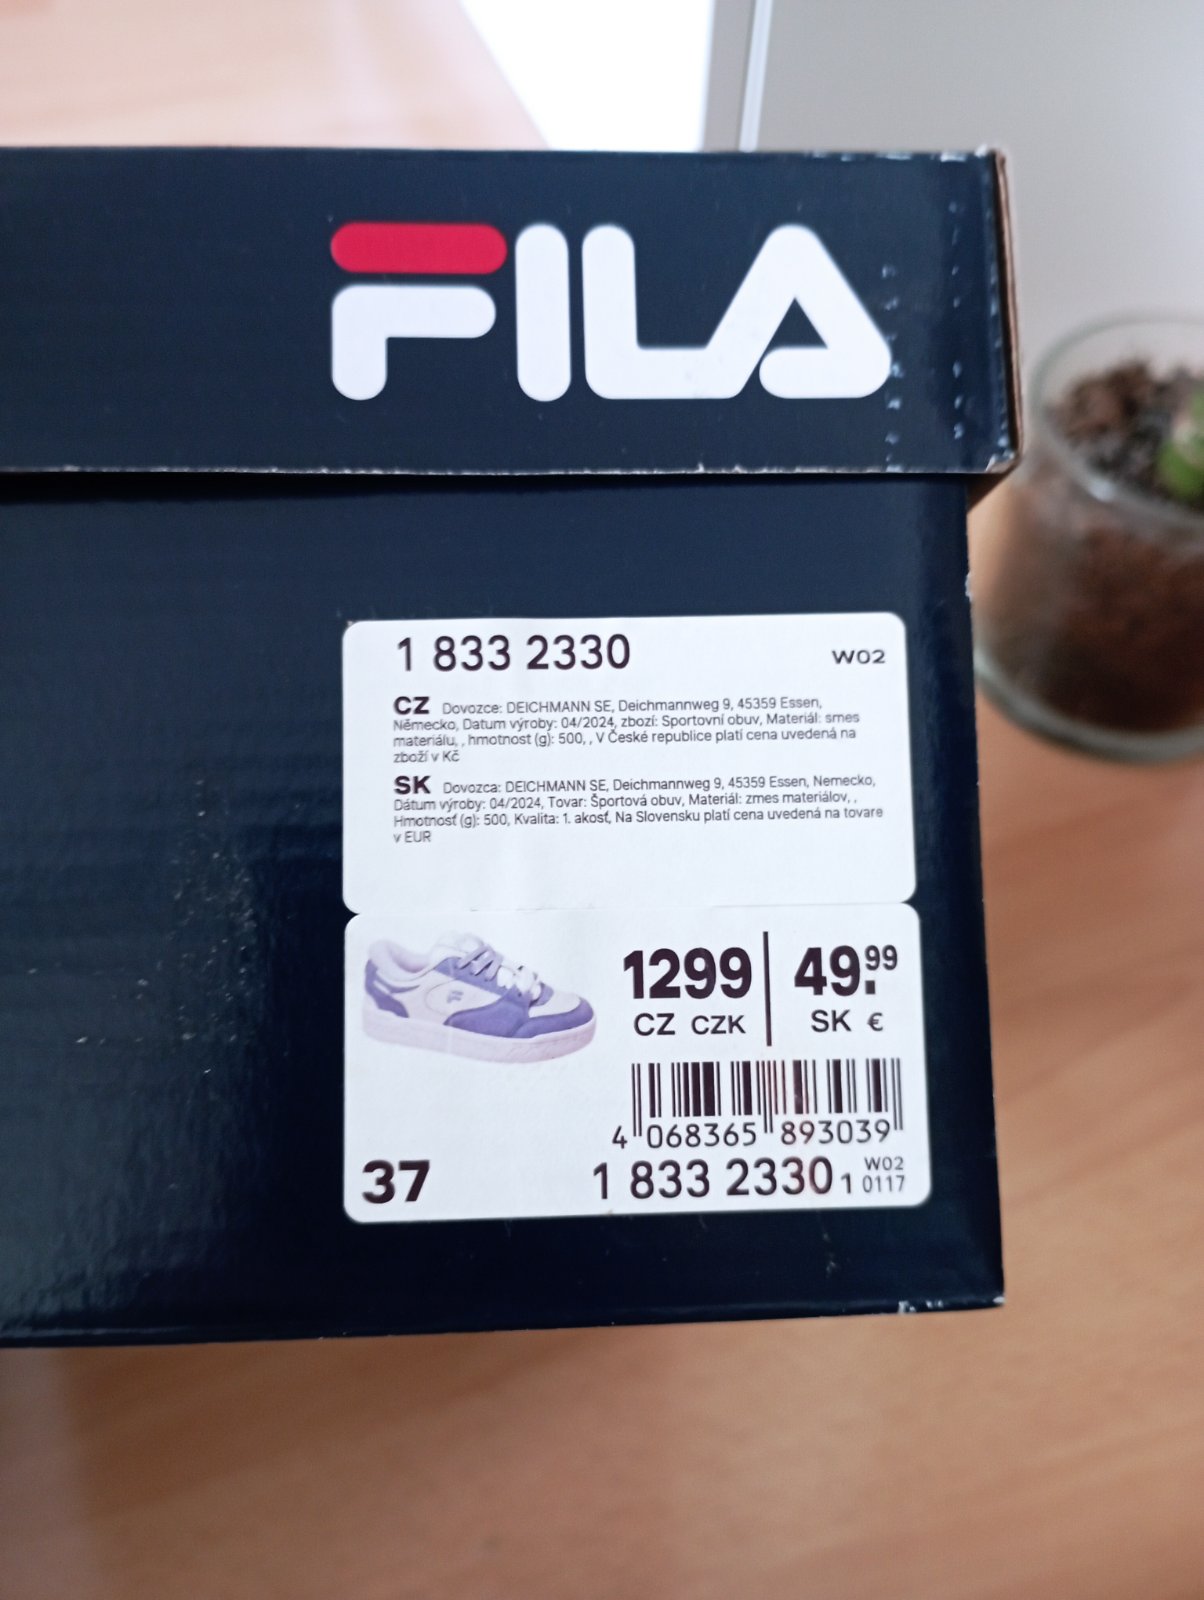 FILA
1 833 2330 W02
CZ Dovozce: DEICHMANN SE, Deichmannweg 9, 45359 Essen,
Německo, Datum výroby: 04/2024, zbozí: Sportovní obuv, Materiál: smes
materiálu, , hmotnost (g): 500, , V České republice platí cena uvedená na
zboží v Kč
SK Dovozca: DEICHMANN SE, Deichmannweg 9, 45359 Essen, Nemecko,
Dátum výroby: 04/2024, Tovar: Športová obuv, Materiál: zmes materiálov, ,
Hmotnosť (g): 500, Kvalita: 1. akosť, Na Slovensku platí cena uvedená na tovare
v EUR
1299 49.99
CZ CZK SK €
4 068365 893039
37 1 833 2330 1 W02 0117